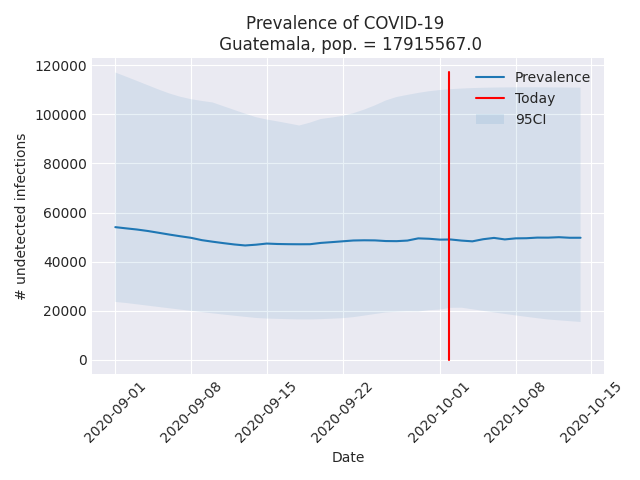 Prevalence of COVID-19
Guatemala, pop. = 17915567.0
120000
100000
80000
60000
40000
20000
0
# undetected infections
Prevalence
Today
95CI
2020-09-01
2020-09-08
2020-09-15
2020-09-22
2020-10-01
2020-10-08
2020-10-15
Date